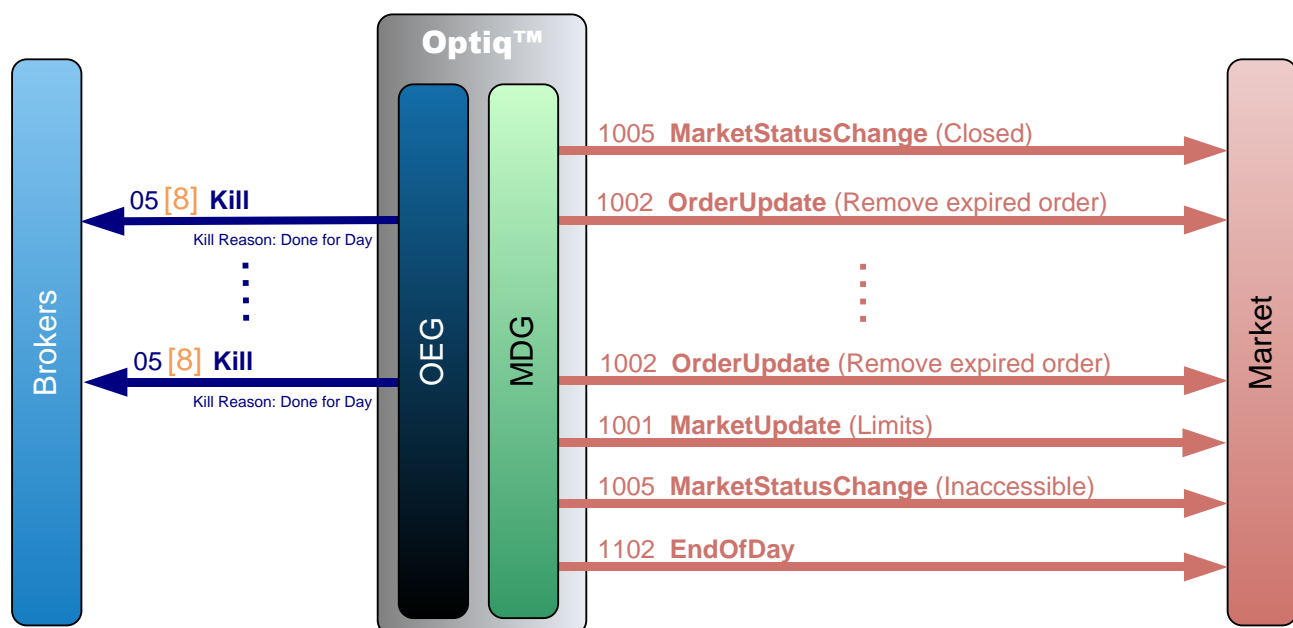 Optiq™
1005 MarketStatusChange (Closed)
05 [8] Kill
1002 OrderUpdate (Remove expired order)
Kill Reason: Done for Day
Brokers
OEG
MDG
Market
05 [8] Kill
1002 OrderUpdate (Remove expired order)
Kill Reason: Done for Day
1001 MarketUpdate (Limits)
1005 MarketStatusChange (Inaccessible)
1102 EndOfDay